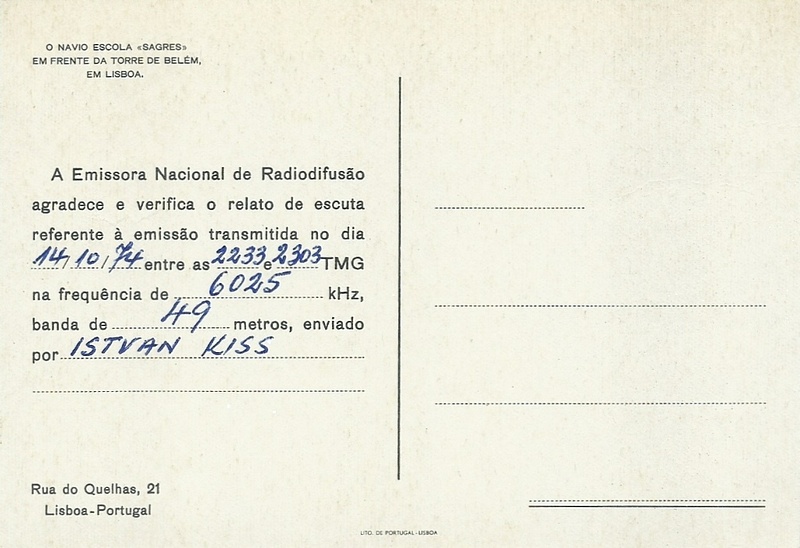 O NAVIO ESCOLA «SAGRES»
EM FRENTE DA TORRE DE BELÉM,
EM LISBOA.
A Emissora Nacional de Radiodifusão
agradece e verifica o relato de escuta
referente à emissão transmitida no dia
14/10/74 entre as 2233 e 2303 TMG
na frequência de 6025 kHz,
banda de 49 metros, enviado
por ISTVAN KISS
Rua do Quelhas, 21
Lisboa-Portugal
LITO. DE PORTUGAL-LISBOA